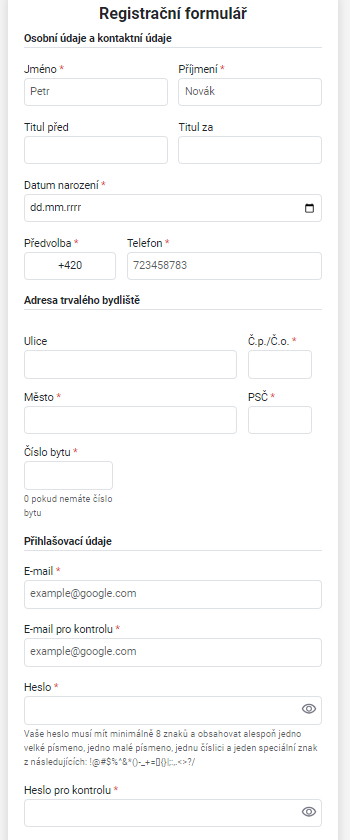 Registrační formulář
Osobní údaje a kontaktní údaje
Jméno * Příjmení *
Petr Novák
Titul před Titul za
Datum narození *
dd.mm.rrrr
Předvolba * Telefon *
+420 723458783
Adresa trvalého bydliště
Ulice Č.p./Č.o. *
Město * PSČ *
Číslo bytu *
0 pokud nemáte číslo
bytu
Přihlašovací údaje
E-mail *
example@google.com
E-mail pro kontrolu *
example@google.com
Heslo *
Vaše heslo musí mít minimálně 8 znaků a obsahovat alespoň jedno
velké písmeno, jedno malé písmeno, jednu číslici a jeden speciální znak
z následujících: !@#$%^&*()-_+=[]{}|:;.,<>?/
Heslo pro kontrolu *